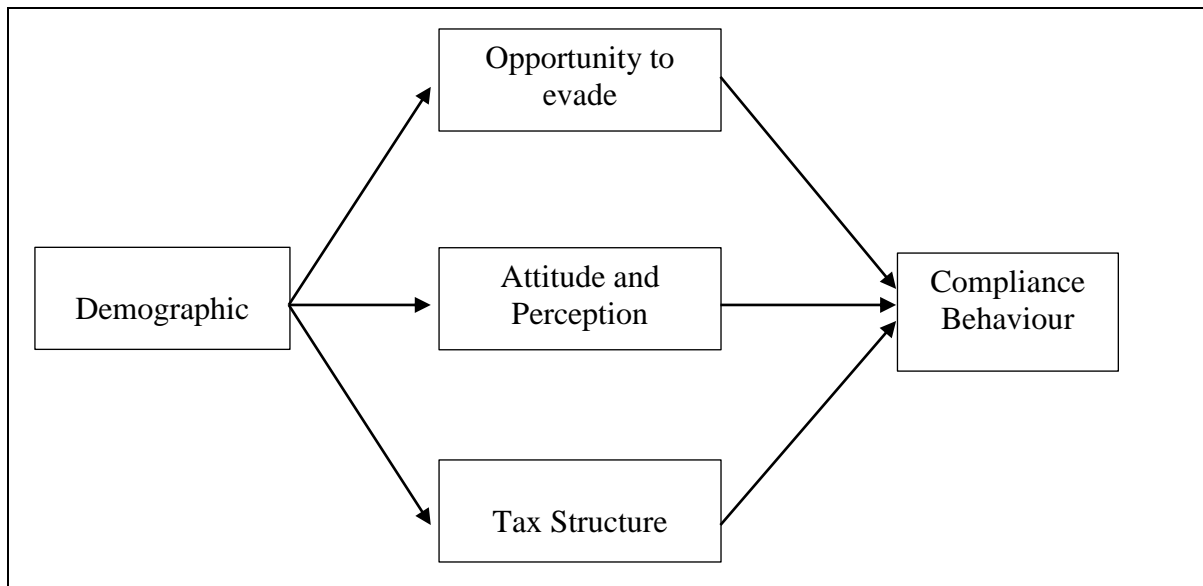 Opportunity to
evade
Demographic
Attitude and
Perception
Compliance
Behaviour
Tax Structure